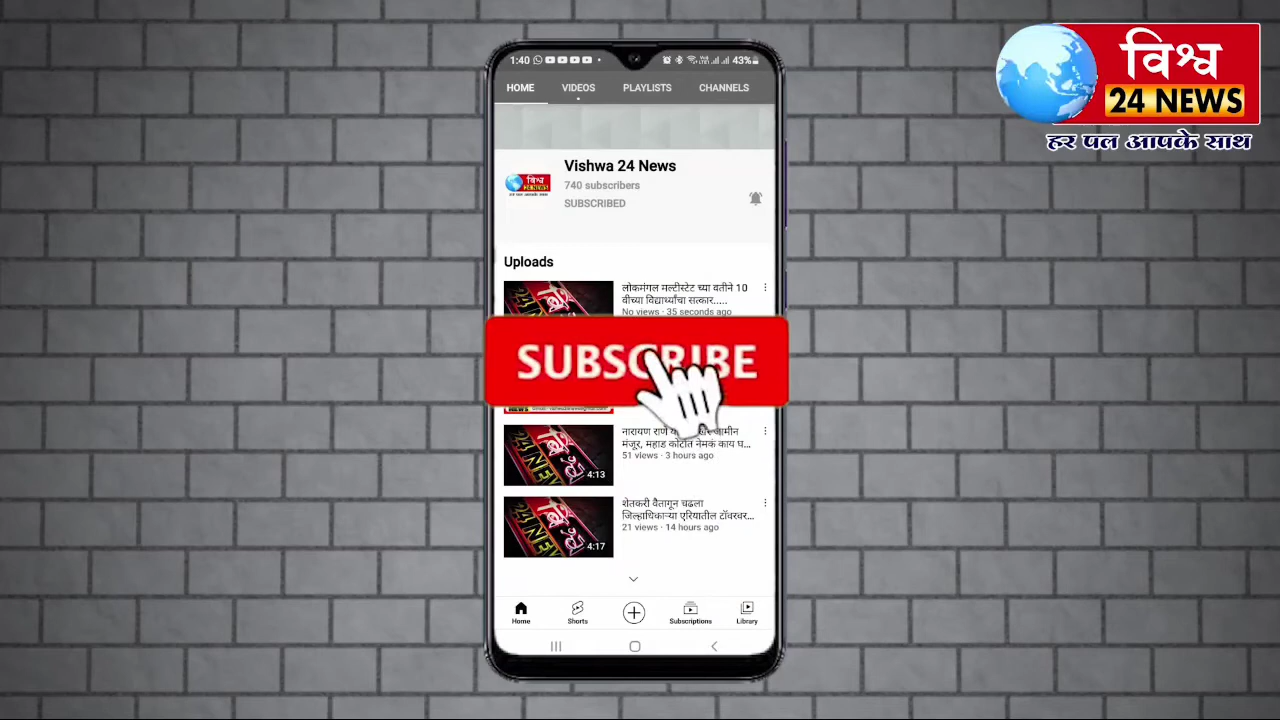 विश्व
24 NEWS
हर पल आपके साथ
1:40
43%
HOME VIDEOS PLAYLISTS CHANNELS
Vishwa 24 News
740 subscribers
SUBSCRIBED
Uploads
लोकमंगल मल्टीस्टेट च्या वतीने 10
वीच्या विद्यार्थ्यांचा सत्कार.....
No views · 35 seconds ago
SUBSCRIBE
नारायण राणे
जामीन
मंजूर, महाड कोर्टात नेमकं काय घ...
51 views · 3 hours ago
4:13
शेतकरी वैतागून चढला
जिल्हाधिकाऱ्या एरियातील टॉवरवर...
21 views · 14 hours ago
4:17
Home Shorts Subscriptions Library